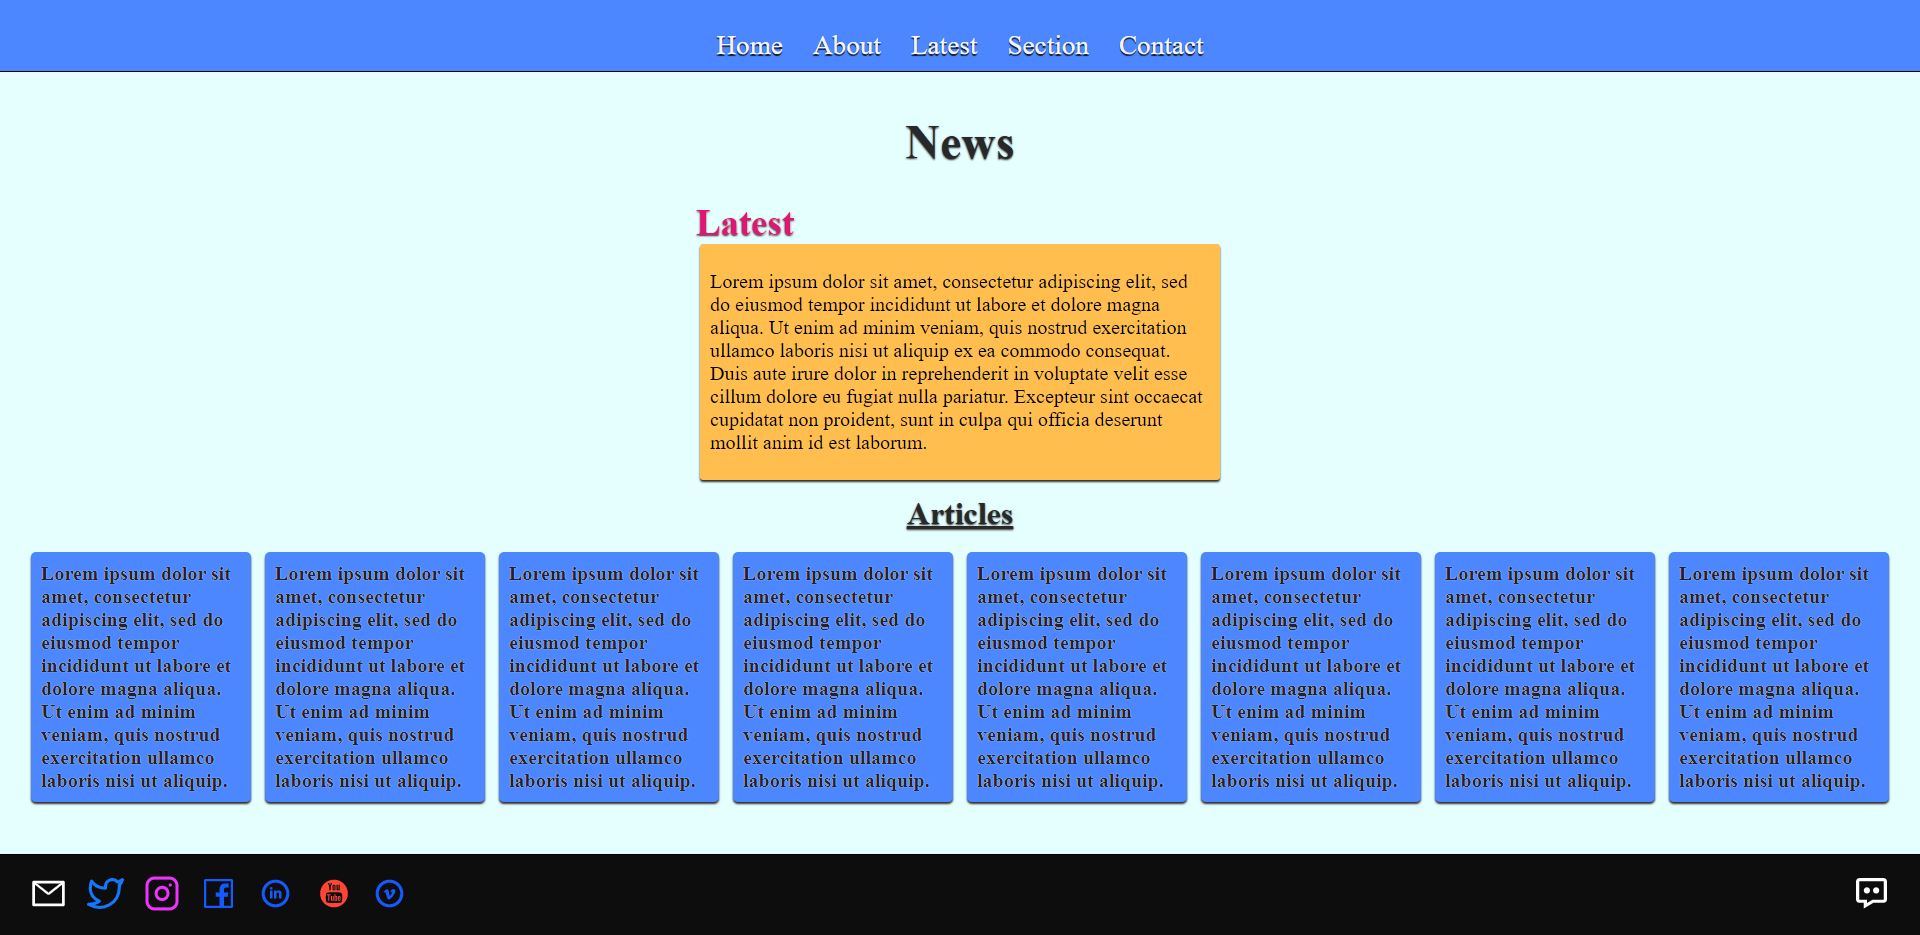 Home About Latest Section Contact
News
Latest
Lorem ipsum dolor sit amet, consectetur adipiscing elit, sed
do eiusmod tempor incididunt ut labore et dolore magna
aliqua. Ut enim ad minim veniam, quis nostrud exercitation
ullamco laboris nisi ut aliquip ex ea commodo consequat.
Duis aute irure dolor in reprehenderit in voluptate velit esse
cillum dolore eu fugiat nulla pariatur. Excepteur sint occaecat
cupidatat non proident, sunt in culpa qui officia deserunt
mollit anim id est laborum.
Articles
Lorem ipsum dolor sit
amet, consectetur
adipiscing elit, sed do
eiusmod tempor
incididunt ut labore et
dolore magna aliqua.
Ut enim ad minim
veniam, quis nostrud
exercitation ullamco
laboris nisi ut aliquip.
Lorem ipsum dolor sit
amet, consectetur
adipiscing elit, sed do
eiusmod tempor
incididunt ut labore et
dolore magna aliqua.
Ut enim ad minim
veniam, quis nostrud
exercitation ullamco
laboris nisi ut aliquip.
Lorem ipsum dolor sit
amet, consectetur
adipiscing elit, sed do
eiusmod tempor
incididunt ut labore et
dolore magna aliqua.
Ut enim ad minim
veniam, quis nostrud
exercitation ullamco
laboris nisi ut aliquip.
Lorem ipsum dolor sit
amet, consectetur
adipiscing elit, sed do
eiusmod tempor
incididunt ut labore et
dolore magna aliqua.
Ut enim ad minim
veniam, quis nostrud
exercitation ullamco
laboris nisi ut aliquip.
Lorem ipsum dolor sit
amet, consectetur
adipiscing elit, sed do
eiusmod tempor
incididunt ut labore et
dolore magna aliqua.
Ut enim ad minim
veniam, quis nostrud
exercitation ullamco
laboris nisi ut aliquip.
Lorem ipsum dolor sit
amet, consectetur
adipiscing elit, sed do
eiusmod tempor
incididunt ut labore et
dolore magna aliqua.
Ut enim ad minim
veniam, quis nostrud
exercitation ullamco
laboris nisi ut aliquip.
Lorem ipsum dolor sit
amet, consectetur
adipiscing elit, sed do
eiusmod tempor
incididunt ut labore et
dolore magna aliqua.
Ut enim ad minim
veniam, quis nostrud
exercitation ullamco
laboris nisi ut aliquip.
Lorem ipsum dolor sit
amet, consectetur
adipiscing elit, sed do
eiusmod tempor
incididunt ut labore et
dolore magna aliqua.
Ut enim ad minim
veniam, quis nostrud
exercitation ullamco
laboris nisi ut aliquip.
in
You
Tube